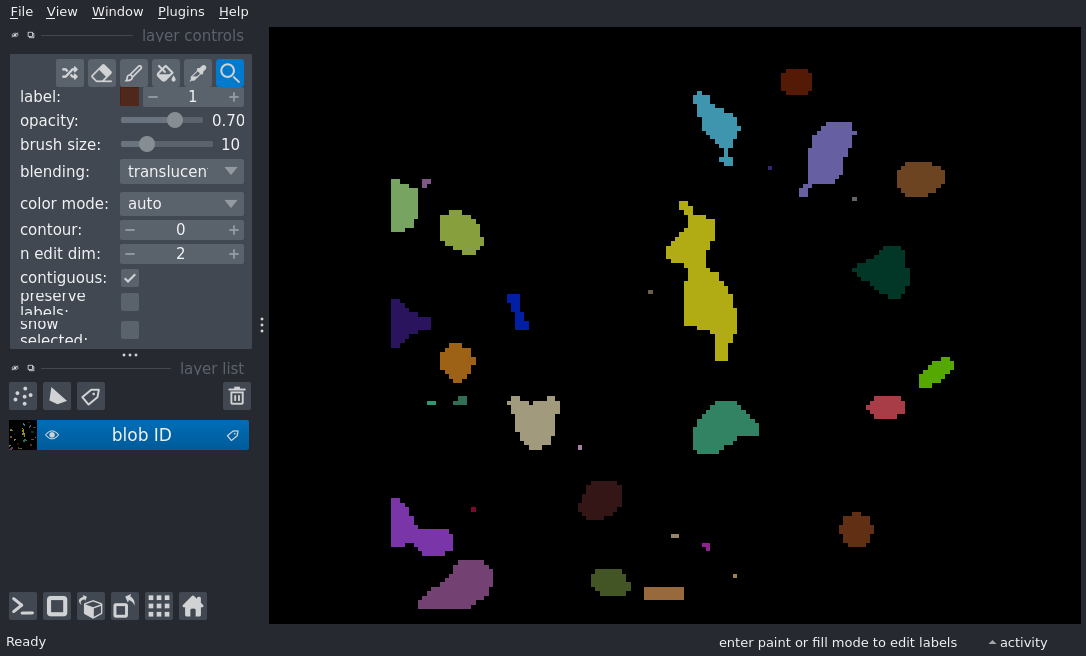 File View Window Plugins Help
layer controls
label: 1
opacity: 0.70
brush size: 10
blending: translucen
color mode: auto
contour: 0
n edit dim: 2
contiguous:
preserve
labels:
show
selected:
layer list
blob ID
Ready enter paint or fill mode to edit labels activity